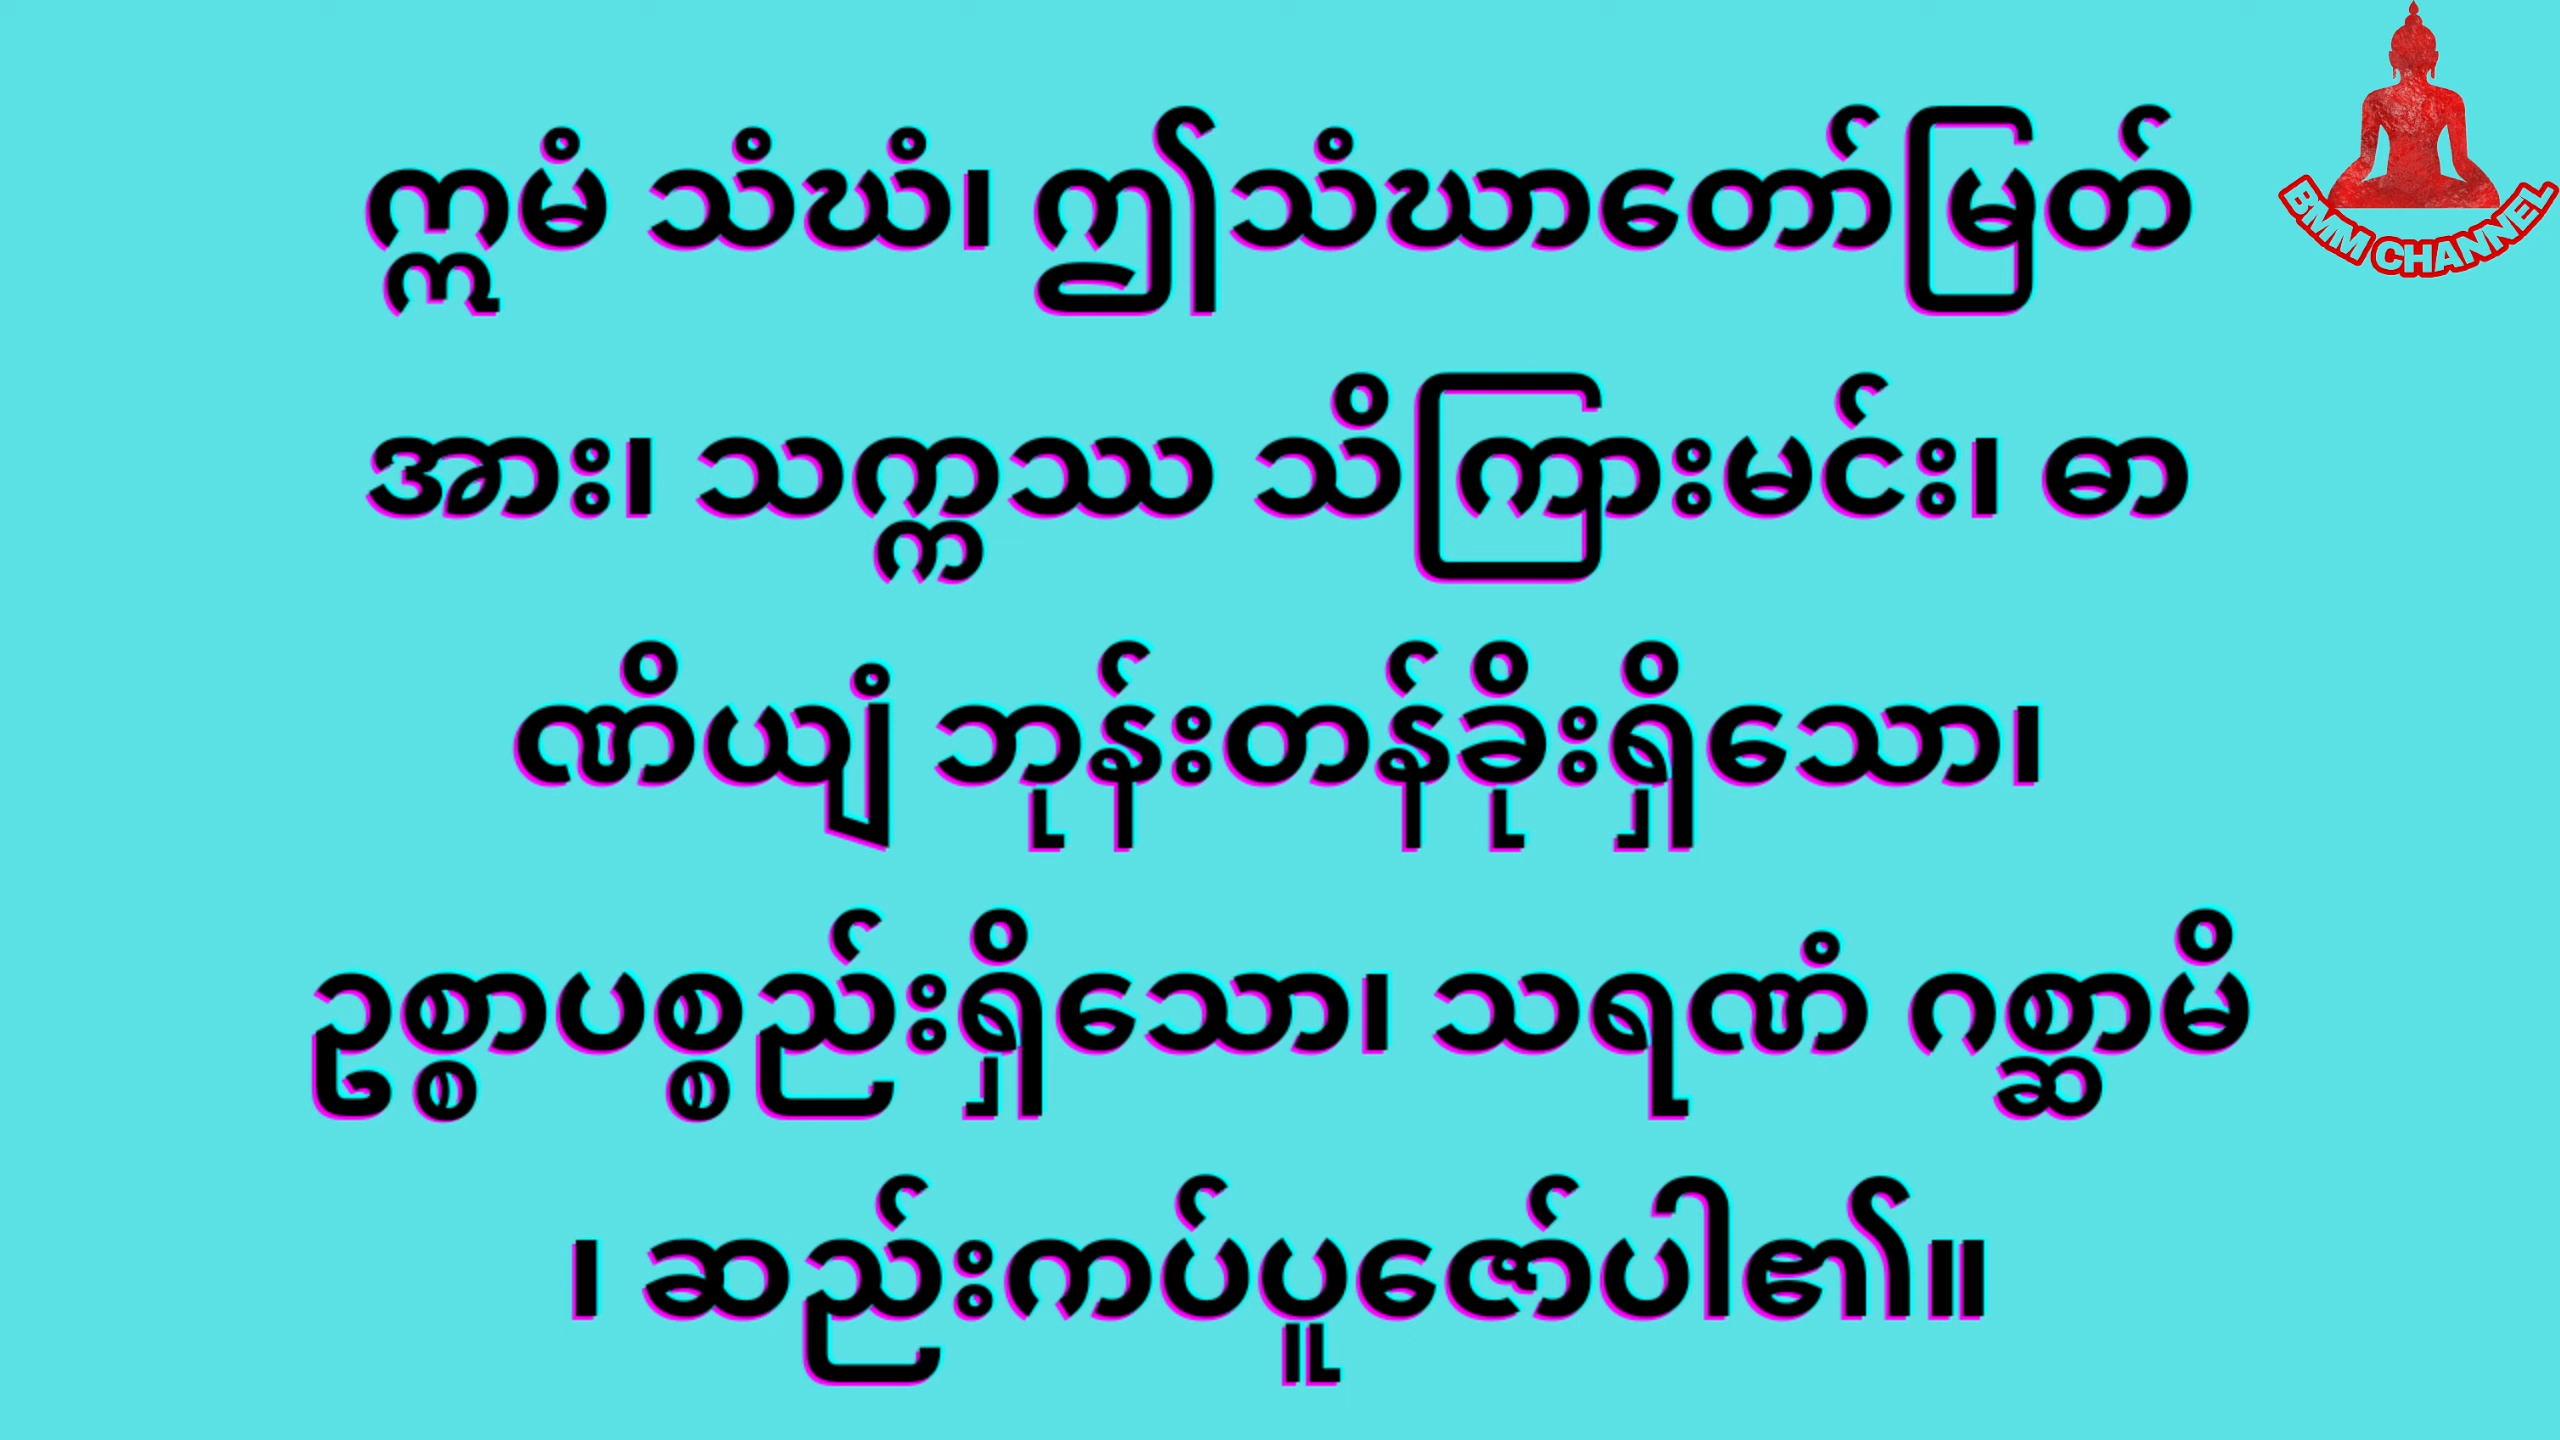 ဣမံ သံဃံ၊ ဤသံဃာတော်မြတ်
အား၊ သက္ကဿ သိကြားမင်း၊ ဓာ
ဏိယျံ ဘုန်းတန်ခိုးရှိသော၊
ဥစ္စာပစ္စည်းရှိသော၊ သရဏံ ဂစ္ဆာမိ
၊ ဆည်းကပ်ပူဇော်ပါ၏။
BMM CHANNEL